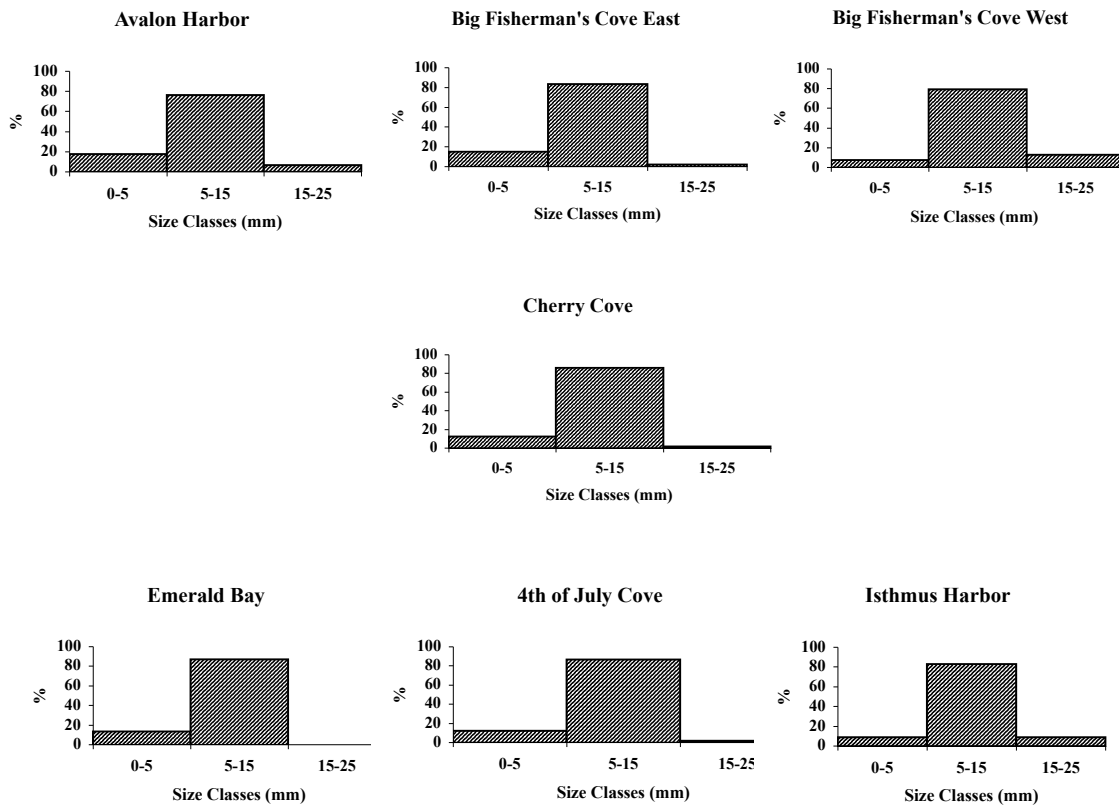 Avalon Harbor
100
80
60
40
20
0
%
0-5 5-15 15-25
Size Classes (mm)
Big Fisherman's Cove East
100
80
60
40
20
0
%
0-5 5-15 15-25
Size Classes (mm)
Big Fisherman's Cove West
100
80
60
40
20
0
%
0-5 5-15 15-25
Size Classes (mm)
Cherry Cove
100
80
60
40
20
0
%
0-5 5-15 15-25
Size Classes (mm)
Emerald Bay
100
80
60
40
20
0
%
0-5 5-15 15-25
Size Classes (mm)
4th of July Cove
100
80
60
40
20
0
%
0-5 5-15 15-25
Size Classes (mm)
Isthmus Harbor
100
80
60
40
20
0
%
0-5 5-15 15-25
Size Classes (mm)